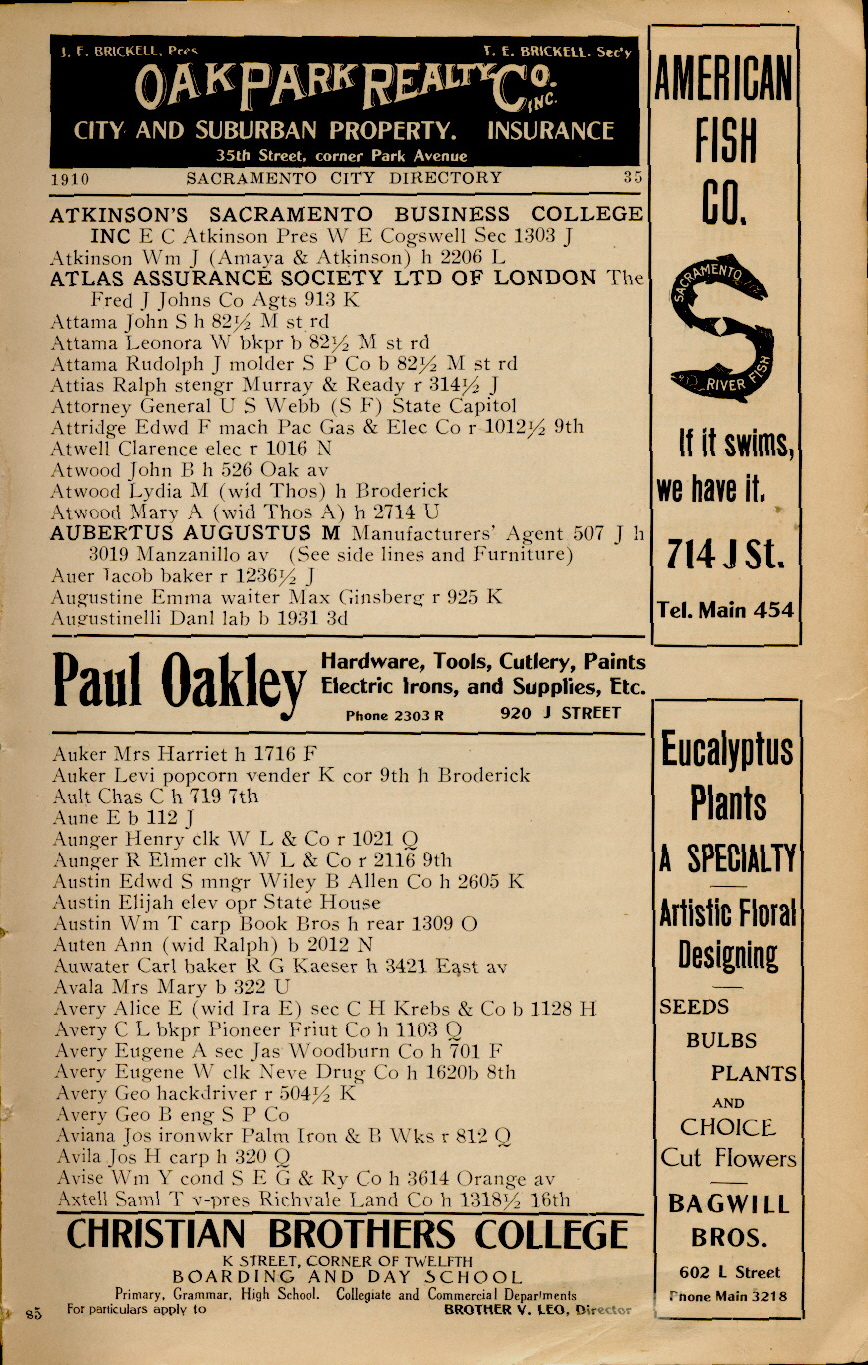 J. F. BRICKELL, Pres T. E. BRICKELL. Sec'y
OAK PARK REALTY CO. INC.
CITY AND SUBURBAN PROPERTY. INSURANCE
35th Street, corner Park Avenue
1910 SACRAMENTO CITY DIRECTORY 35
ATKINSON'S SACRAMENTO BUSINESS COLLEGE
INC E C Atkinson Pres W E Cogswell Sec 1303 J
Atkinson Wm J (Amaya & Atkinson) h 2206 L
ATLAS ASSURANCE SOCIETY LTD OF LONDON The
Fred J Johns Co Agts 913 K
Attama John S h 82½ M st rd
Attama Leonora W bkpr b 82½ M st rd
Attama Rudolph J molder S P Co b 82½ M st rd
Attias Ralph stengr Murray & Ready r 314½ J
Attorney General U S Webb (S F) State Capitol
Attridge Edwd F mach Pac Gas & Elec Co r 1012½ 9th
Atwell Clarence elec r 1016 N
Atwood John B h 526 Oak av
Atwood Lydia M (wid Thos) h Broderick
Atwood Mary A (wid Thos A) h 2714 U
AUBERTUS AUGUSTUS M Manufacturers' Agent 507 J h
3019 Manzanillo av (See side lines and Furniture)
Auer Jacob baker r 1236½ J
Augustine Emma waiter Max Ginsberg r 925 K
Augustinelli Danl lab b 1931 3d
Paul Oakley
Hardware, Tools, Cutlery, Paints
Electric Irons, and Supplies, Etc.
Phone 2303 R 920 J STREET
Auker Mrs Harriet h 1716 F
Auker Levi popcorn vender K cor 9th h Broderick
Ault Chas C h 719 7th
Aune E b 112 J
Aunger Henry clk W L & Co r 1021 Q
Aunger R Elmer clk W L & Co r 2116 9th
Austin Edwd S mngr Wiley B Allen Co h 2605 K
Austin Elijah elev opr State House
Austin Wm T carp Book Bros h rear 1309 O
Auten Ann (wid Ralph) b 2012 N
Auwater Carl baker R G Kaeser h 3421 East av
Avala Mrs Mary b 322 U
Avery Alice E (wid Ira E) sec C H Krebs & Co b 1128 H
Avery C L bkpr Pioneer Friut Co h 1103 Q
Avery Eugene A sec Jas Woodburn Co h 701 F
Avery Eugene W clk Neve Drug Co h 1620b 8th
Avery Geo hackdriver r 504½ K
Avery Geo B eng S P Co
Aviana Jos ironwkr Palm Iron & B Wks r 812 Q
Avila Jos H carp h 320 Q
Avise Wm Y cond S E G & Ry Co h 3614 Orange av
Axtell Saml T v-pres Richvale Land Co h 1318½ 16th
CHRISTIAN BROTHERS COLLEGE
K STREET, CORNER OF TWELFTH
BOARDING AND DAY SCHOOL
Primary, Grammar, High School. Collegiate and Commercial Departments
For particulars apply to BROTHER V. LEO, Director
85
AMERICAN
FISH
CO.
SACRAMENTO
RIVER FISH
If it swims,
we have it.
714 J St.
Tel. Main 454
Eucalyptus
Plants
A SPECIALTY
Artistic Floral
Designing
SEEDS
BULBS
PLANTS
AND
CHOICE
Cut Flowers
BAGWILL
BROS.
602 L Street
Phone Main 3218